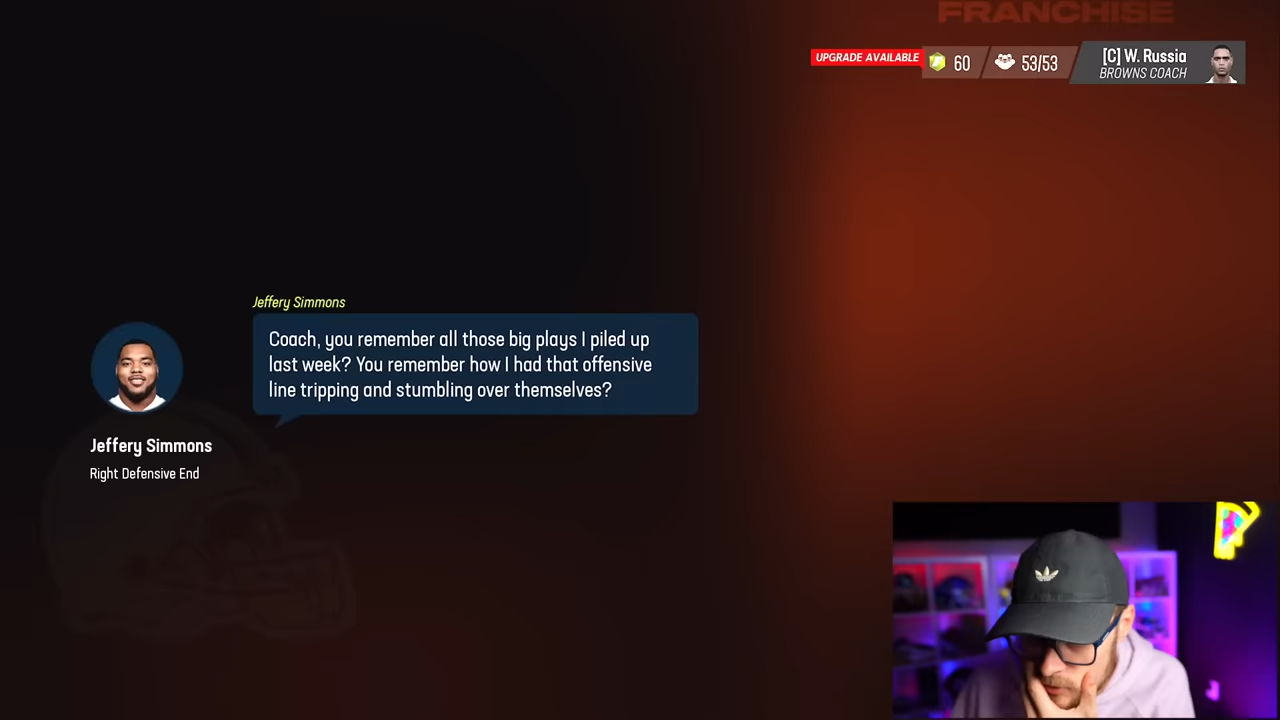 FRANCHISE
UPGRADE AVAILABLE
60
53/53
[C] W. Russia
BROWNS COACH
Jeffery Simmons
Coach, you remember all those big plays I piled up
last week? You remember how I had that offensive
line tripping and stumbling over themselves?
Jeffery Simmons
Right Defensive End